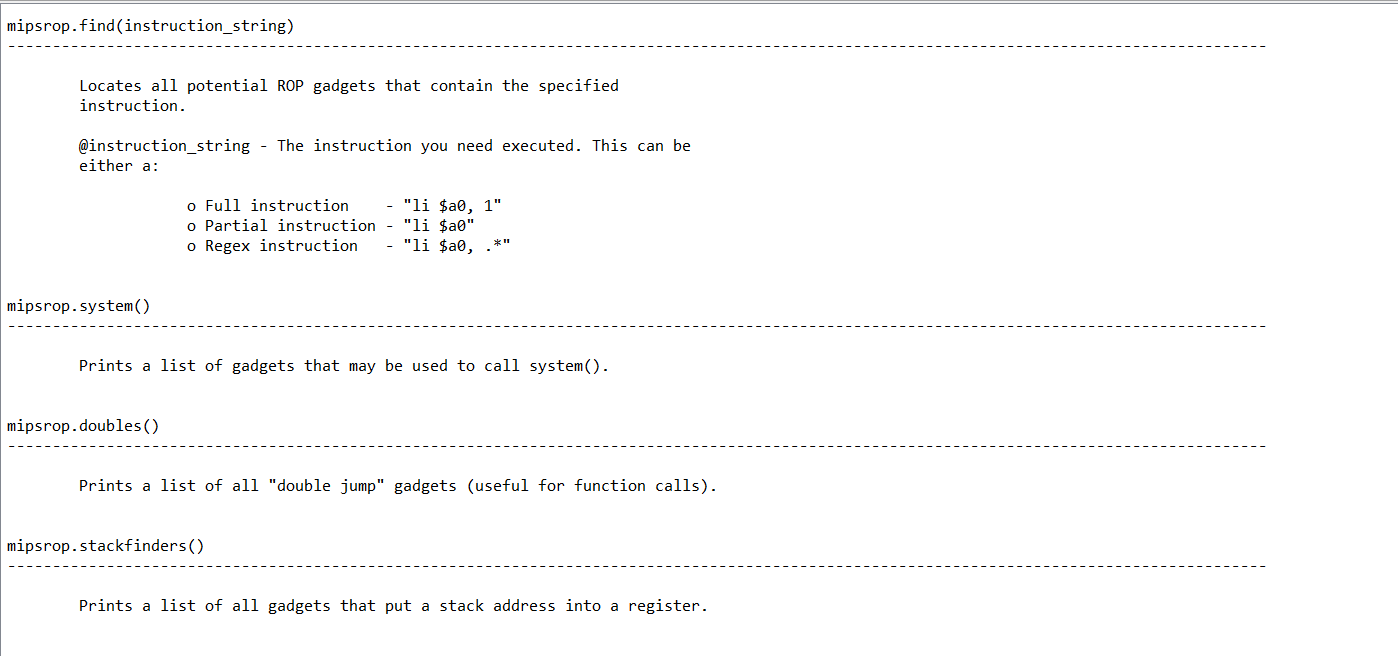 mipsrop.find(instruction_string)
--------------------------------------------------------------------------------------------------------------------------------------------
Locates all potential ROP gadgets that contain the specified
instruction.
@instruction_string - The instruction you need executed. This can be
either a:
o Full instruction    - "li $a0, 1"
o Partial instruction - "li $a0"
o Regex instruction   - "li $a0, .*"
mipsrop.system()
--------------------------------------------------------------------------------------------------------------------------------------------
Prints a list of gadgets that may be used to call system().
mipsrop.doubles()
--------------------------------------------------------------------------------------------------------------------------------------------
Prints a list of all "double jump" gadgets (useful for function calls).
mipsrop.stackfinders()
--------------------------------------------------------------------------------------------------------------------------------------------
Prints a list of all gadgets that put a stack address into a register.